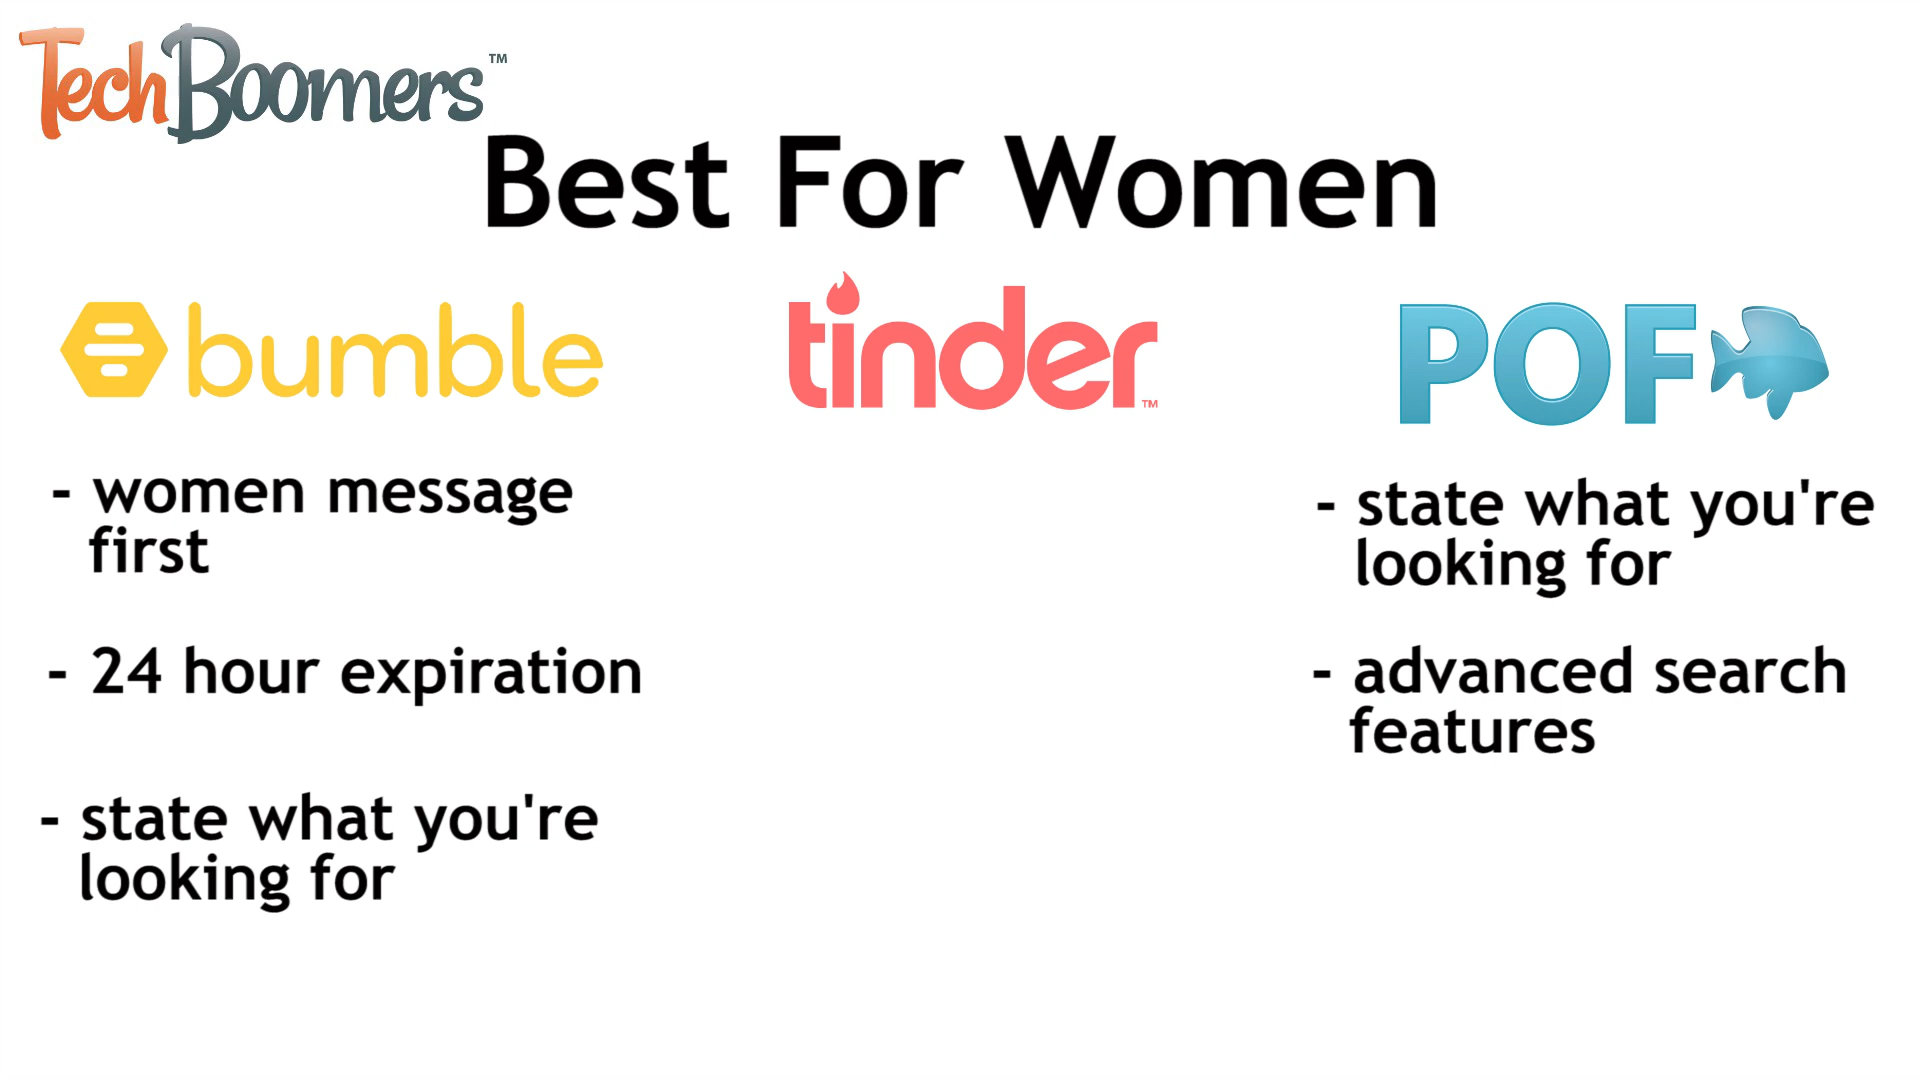 TechBoomers™
Best For Women
bumble
tinder™
POF
- women message
first
- 24 hour expiration
- state what you're
looking for
- state what you're
looking for
- advanced search
features